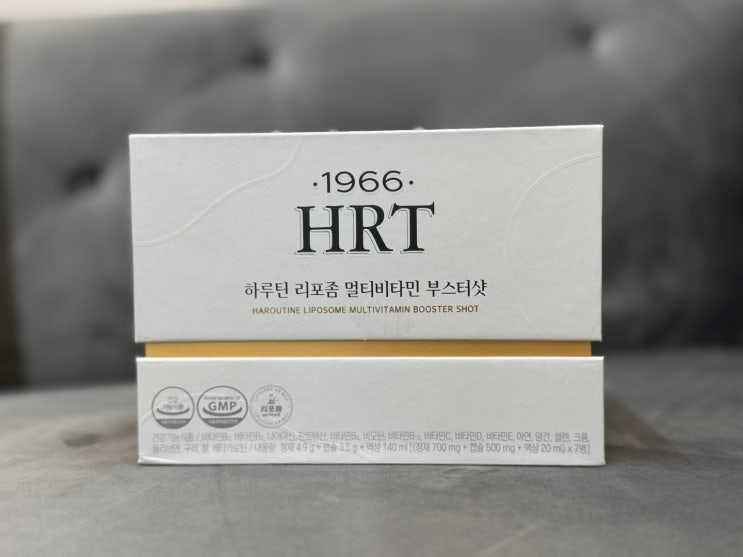 ·1966·
HRT
하루틴 리포좀 멀티비타민 부스터샷
HAROUTINE LIPOSOME MULTIVITAMIN BOOSTER SHOT
건강
기능식품
GMP
리포좀
건강기능식품 / 비타민B₁, 비타민B₂, 나이아신, 판토텐산, 비타민B₆, 비오틴, 비타민B₁₂, 비타민C, 비타민D, 비타민E, 아연, 망간, 셀렌, 크롬,
몰리브덴, 구리, 철, 베타카로틴 / 내용량: 정제 4.9 g + 캡슐 3.5 g + 액상 140 ml [(정제 700 mg + 캡슐 500 mg + 액상 20 ml) x 7병]